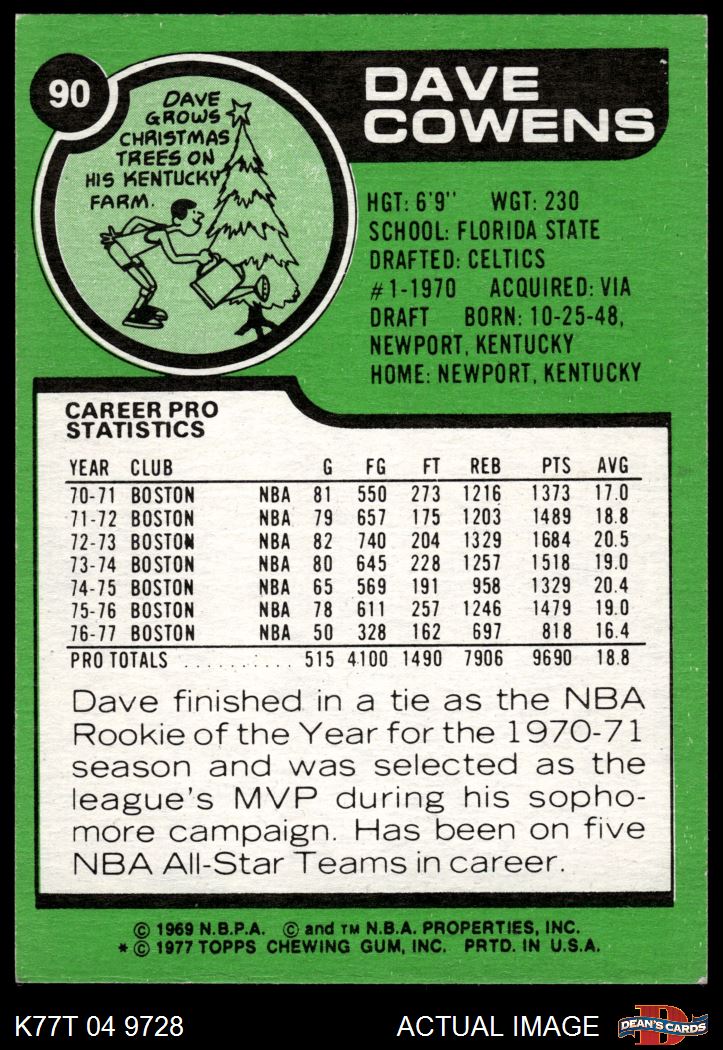 90
DAVE
COWENS
DAVE
GROWS
CHRISTMAS
TREES ON
HIS KENTUCKY
FARM.
HGT: 6'9" WGT: 230
SCHOOL: FLORIDA STATE
DRAFTED: CELTICS
#1-1970 ACQUIRED: VIA
DRAFT BORN: 10-25-48,
NEWPORT, KENTUCKY
HOME: NEWPORT, KENTUCKY
CAREER PRO
STATISTICS
YEAR CLUB G FG FT REB PTS AVG
70-71 BOSTON NBA 81 550 273 1216 1373 17.0
71-72 BOSTON NBA 79 657 175 1203 1489 18.8
72-73 BOSTON NBA 82 740 204 1329 1684 20.5
73-74 BOSTON NBA 80 645 228 1257 1518 19.0
74-75 BOSTON NBA 65 569 191 958 1329 20.4
75-76 BOSTON NBA 78 611 257 1246 1479 19.0
76-77 BOSTON NBA 50 328 162 697 818 16.4
PRO TOTALS .......... 515 4100 1490 7906 9690 18.8
Dave finished in a tie as the NBA
Rookie of the Year for the 1970-71
season and was selected as the
league's MVP during his sopho-
more campaign. Has been on five
NBA All-Star Teams in career.
© 1969 N.B.P.A. © and TM N.B.A. PROPERTIES, INC.
* © 1977 TOPPS CHEWING GUM, INC. PRTD. IN U.S.A.
K77T 04 9728 ACTUAL IMAGE D DEAN'S CARDS